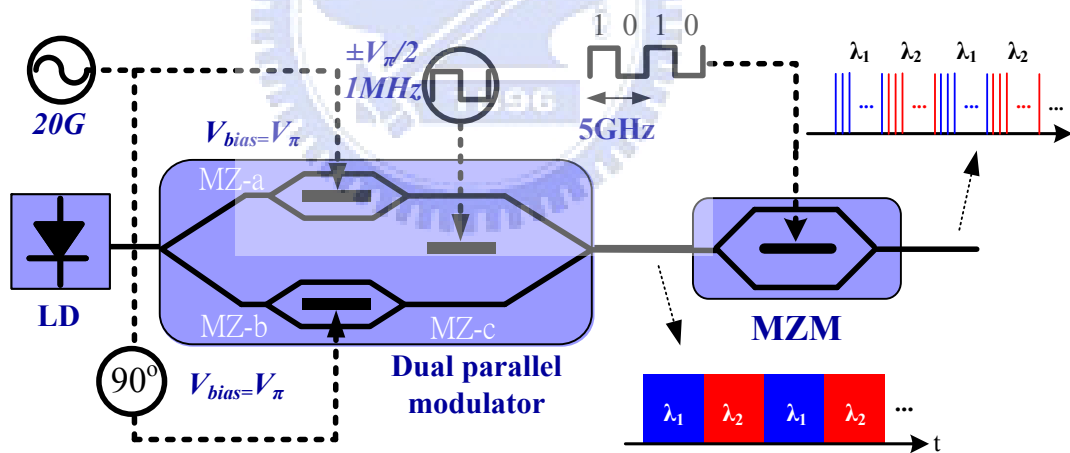 20G
±Vπ/2
1MHz
1 0 1 0
5GHz
λ1 λ2 λ1 λ2
... ... ... ... ...
Vbias=Vπ
96
MZ-a
LD
MZ-b
MZ-c
90o
Vbias=Vπ
Dual parallel
modulator
MZM
λ1 λ2 λ1 λ2 ...
t